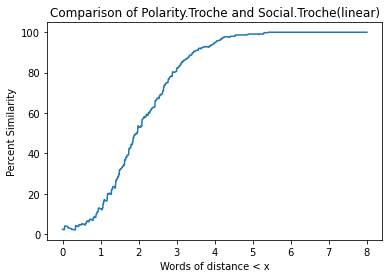 Comparison of Polarity.Troche and Social.Troche(linear)
Percent Similarity
100
80
60
40
20
0
0 1 2 3 4 5 6 7 8
Words of distance < x